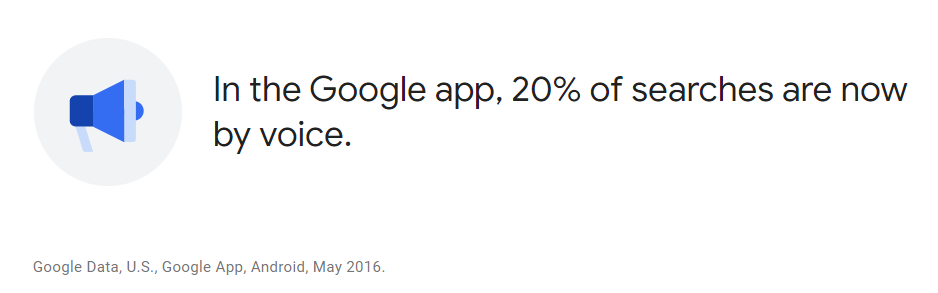 In the Google app, 20% of searches are now
by voice.
Google Data, U.S., Google App, Android, May 2016.